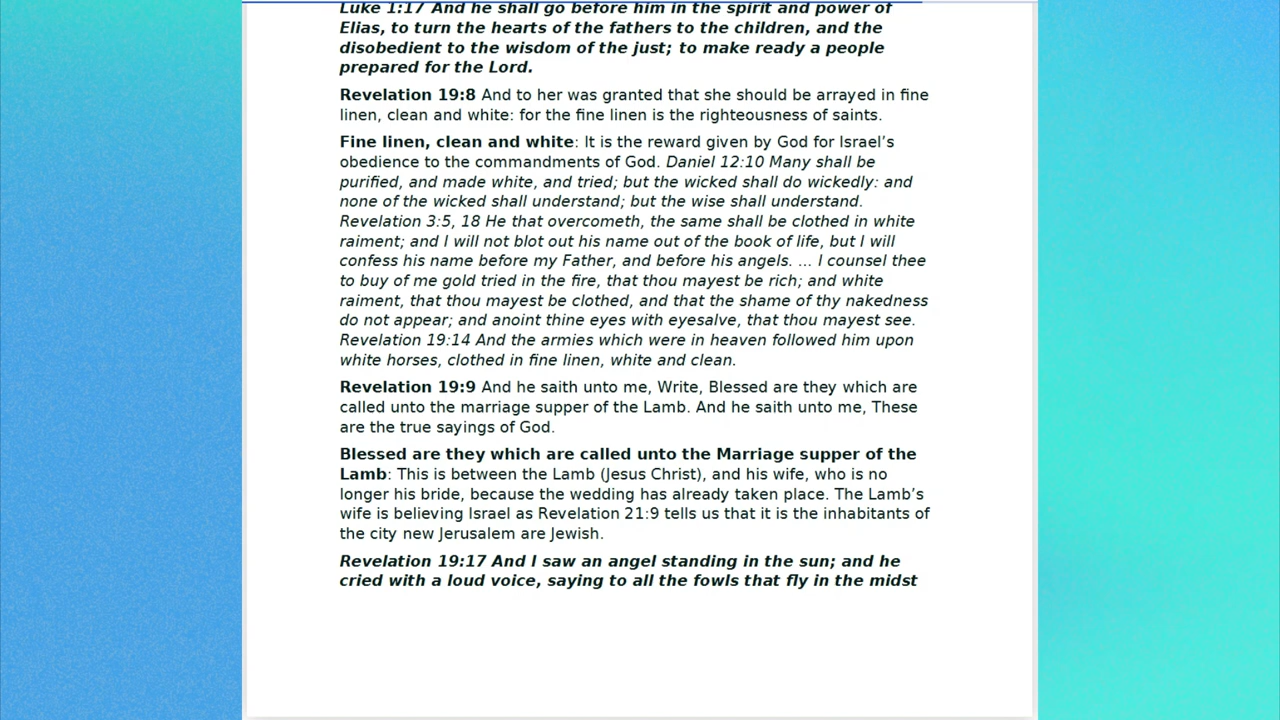 Luke 1:17 And he shall go before him in the spirit and power of
Elias, to turn the hearts of the fathers to the children, and the
disobedient to the wisdom of the just; to make ready a people
prepared for the Lord.
Revelation 19:8 And to her was granted that she should be arrayed in fine
linen, clean and white: for the fine linen is the righteousness of saints.
Fine linen, clean and white: It is the reward given by God for Israel’s
obedience to the commandments of God. Daniel 12:10 Many shall be
purified, and made white, and tried; but the wicked shall do wickedly: and
none of the wicked shall understand; but the wise shall understand.
Revelation 3:5, 18 He that overcometh, the same shall be clothed in white
raiment; and I will not blot out his name out of the book of life, but I will
confess his name before my Father, and before his angels. ... I counsel thee
to buy of me gold tried in the fire, that thou mayest be rich; and white
raiment, that thou mayest be clothed, and that the shame of thy nakedness
do not appear; and anoint thine eyes with eyesalve, that thou mayest see.
Revelation 19:14 And the armies which were in heaven followed him upon
white horses, clothed in fine linen, white and clean.
Revelation 19:9 And he saith unto me, Write, Blessed are they which are
called unto the marriage supper of the Lamb. And he saith unto me, These
are the true sayings of God.
Blessed are they which are called unto the Marriage supper of the
Lamb: This is between the Lamb (Jesus Christ), and his wife, who is no
longer his bride, because the wedding has already taken place. The Lamb’s
wife is believing Israel as Revelation 21:9 tells us that it is the inhabitants of
the city new Jerusalem are Jewish.
Revelation 19:17 And I saw an angel standing in the sun; and he
cried with a loud voice, saying to all the fowls that fly in the midst